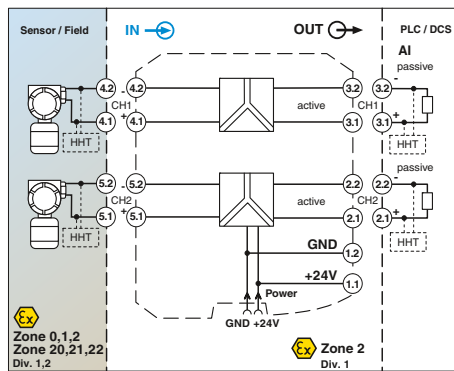 Sensor / Field IN OUT PLC / DCS
AI
passive
4.2 - 4.2 3.2 3.2 -
CH1 active CH1
4.1 + 4.1 3.1 3.1 +
HHT HHT
passive
5.2 - 5.2 2.2 2.2 -
CH2 active CH2
5.1 + 5.1 2.1 2.1 +
HHT HHT
GND 1.2
+24V 1.1
Power
GND +24V
Ex
Zone 0,1,2
Zone 20,21,22
Div. 1,2
Ex Zone 2
Div. 1